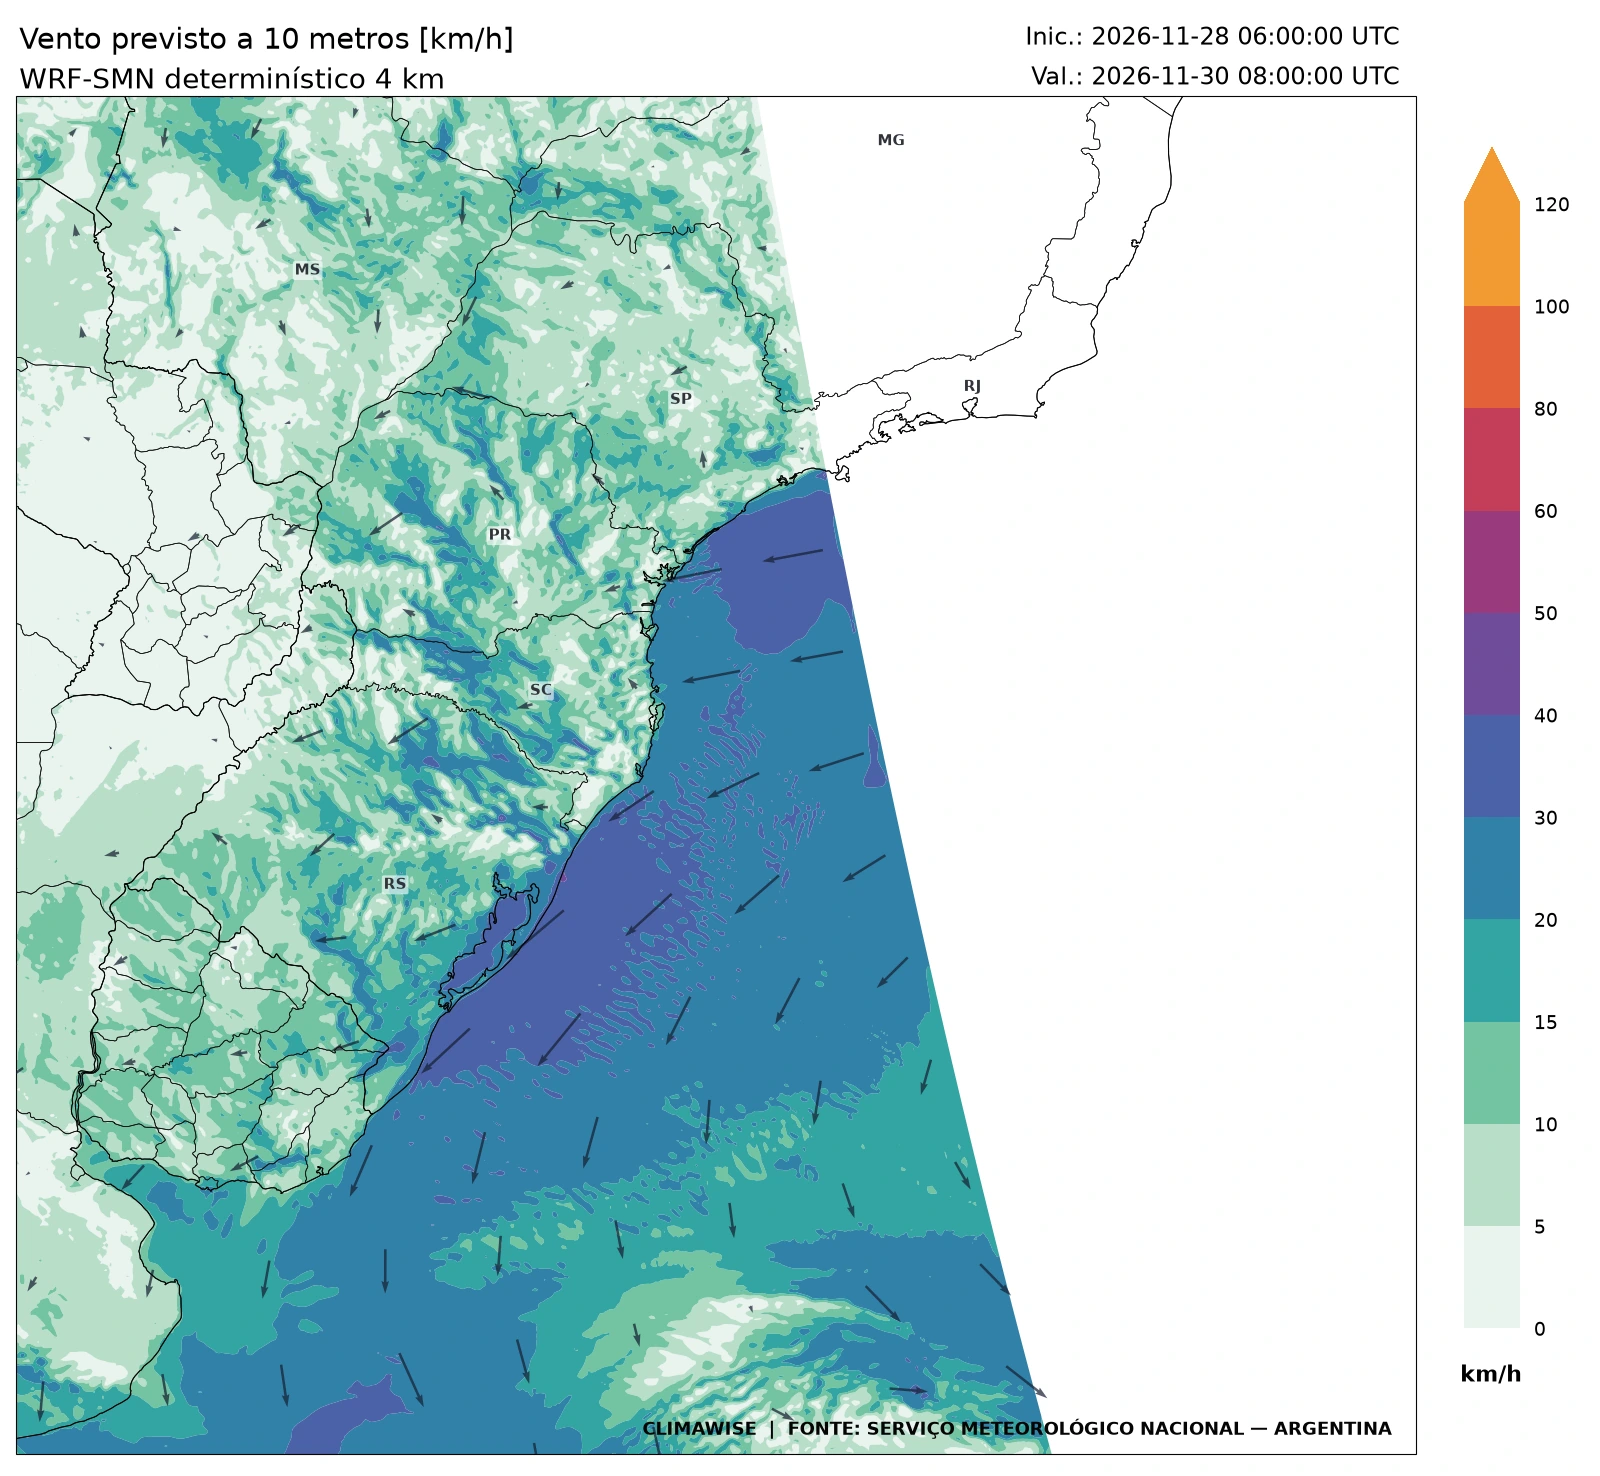 Vento previsto a 10 metros [km/h]
WRF-SMN determinístico 4 km
Inic.: 2026-11-28 06:00:00 UTC
Val.: 2026-11-30 08:00:00 UTC
MG
MS
RJ
SP
PR
SC
RS
120
100
80
60
50
40
30
20
15
10
5
0
km/h
CLIMAWISE | FONTE: SERVIÇO METEOROLÓGICO NACIONAL — ARGENTINA